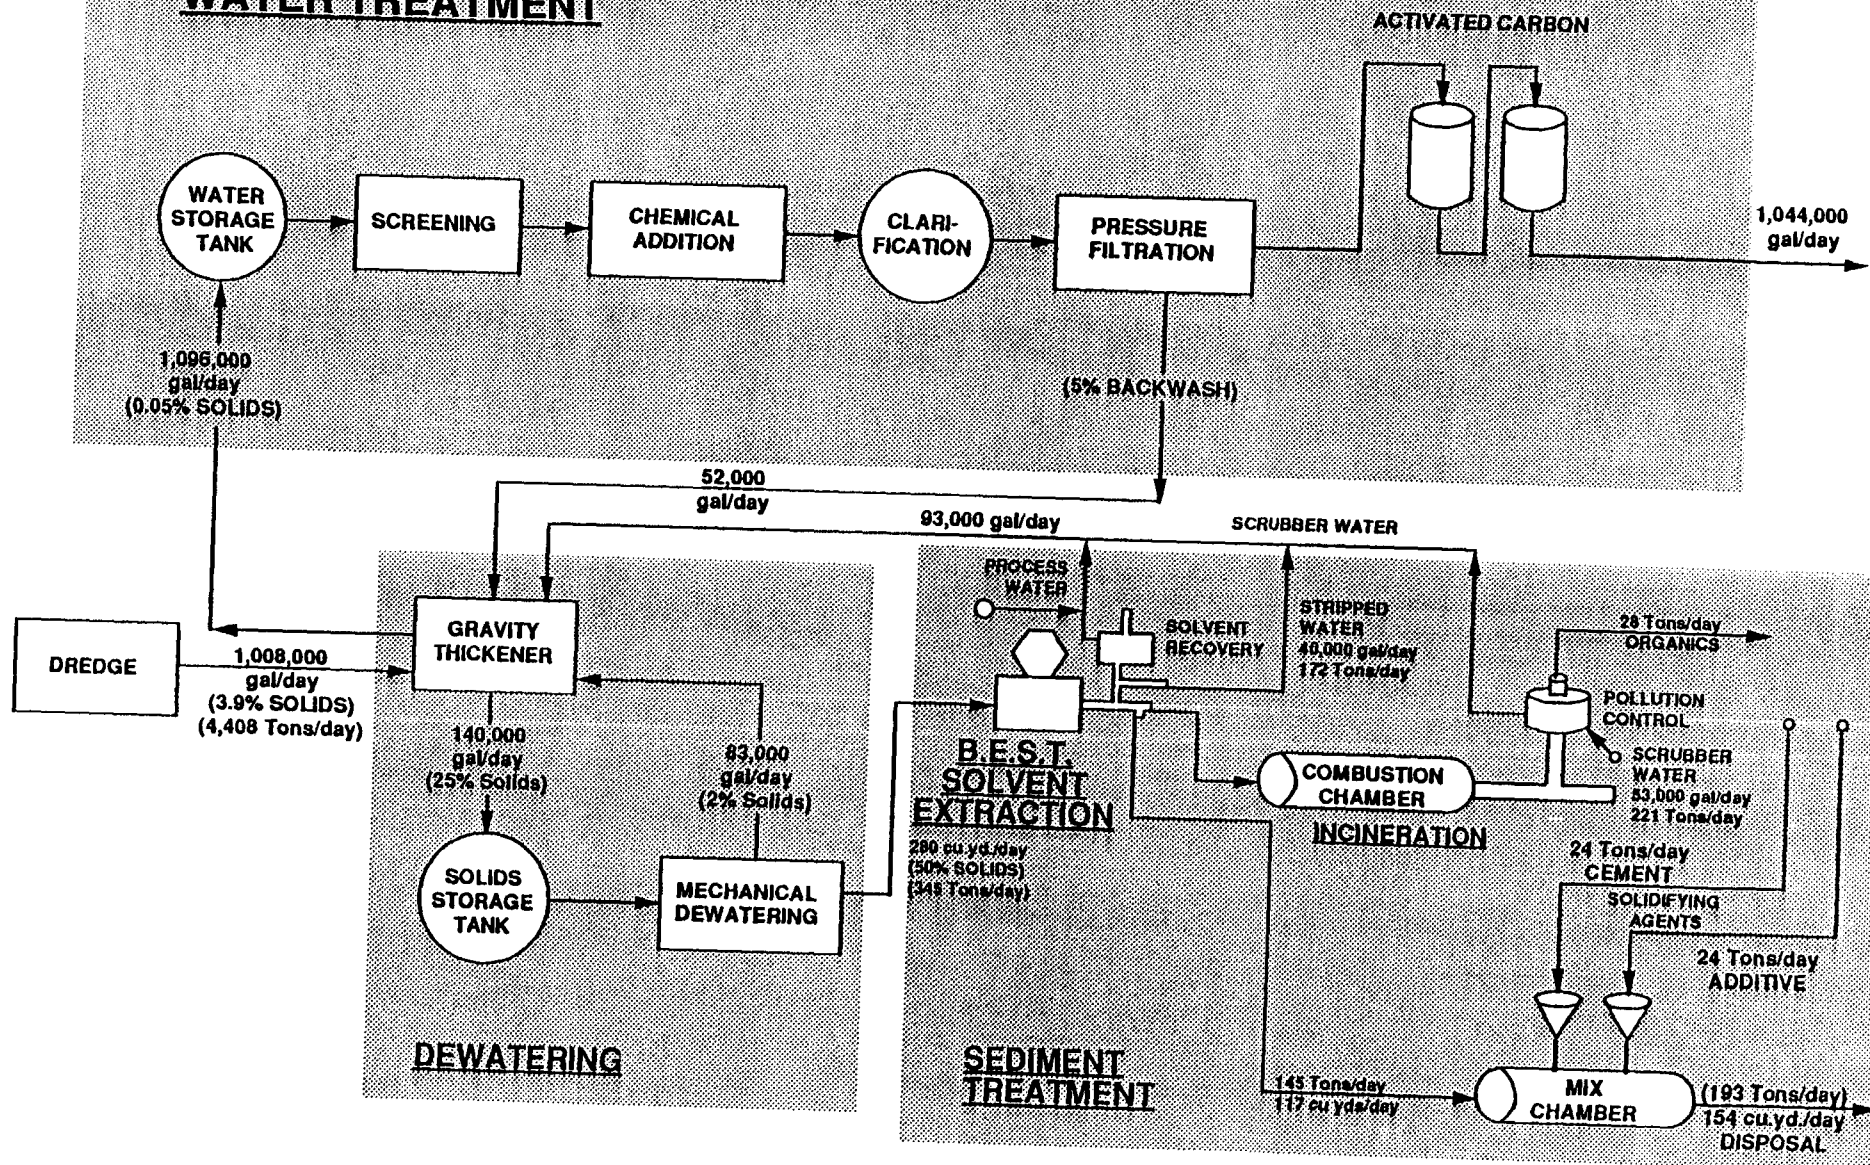 WATER TREATMENT
ACTIVATED CARBON
WATER
STORAGE
TANK
SCREENING
CHEMICAL
ADDITION
CLARI-
FICATION
PRESSURE
FILTRATION
1,044,000
gal/day
1,096,000
gal/day
(0.05% SOLIDS)
(5% BACKWASH)
52,000
gal/day
93,000 gal/day
SCRUBBER WATER
DREDGE
1,008,000
gal/day
(3.9% SOLIDS)
(4,408 Tons/day)
GRAVITY
THICKENER
140,000
gal/day
(25% Solids)
83,000
gal/day
(2% Solids)
SOLIDS
STORAGE
TANK
MECHANICAL
DEWATERING
DEWATERING
PROCESS
WATER
SOLVENT
RECOVERY
STRIPPED
WATER
40,000 gal/day
172 Tons/day
B.E.S.T.
SOLVENT
EXTRACTION
280 cu.yd./day
(50% SOLIDS)
(345 Tons/day)
COMBUSTION
CHAMBER
INCINERATION
28 Tons/day
ORGANICS
POLLUTION
CONTROL
SCRUBBER
WATER
53,000 gal/day
221 Tons/day
24 Tons/day
CEMENT
SOLIDIFYING
AGENTS
24 Tons/day
ADDITIVE
SEDIMENT
TREATMENT
145 Tons/day
117 cu yds/day
MIX
CHAMBER
(193 Tons/day)
154 cu.yd./day
DISPOSAL